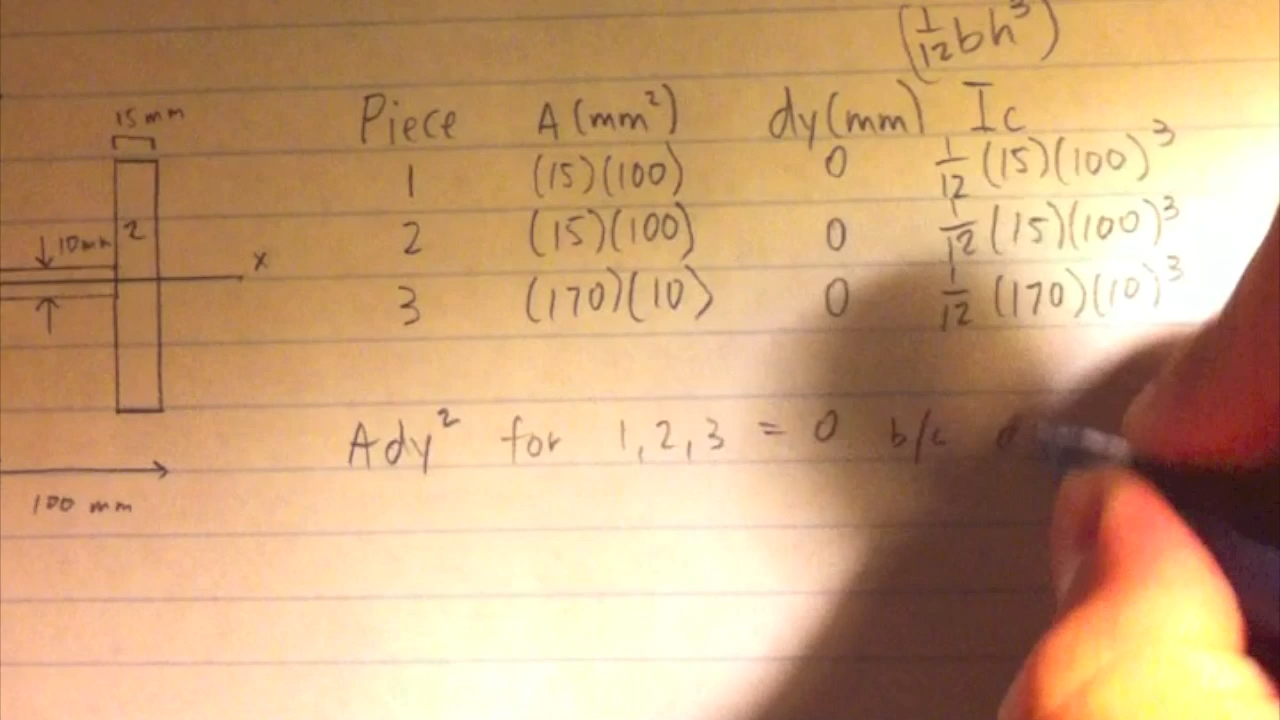 (1/12 bh³)
15 mm
Piece A (mm²) dy (mm) Ic
1 (15)(100) 0 1/12 (15)(100)³
2
2 (15)(100) 0 1/12 (15)(100)³
10mm
x
3 (170)(10) 0 1/12 (170)(10)³
Ady² for 1,2,3 = 0 b/c
100 mm